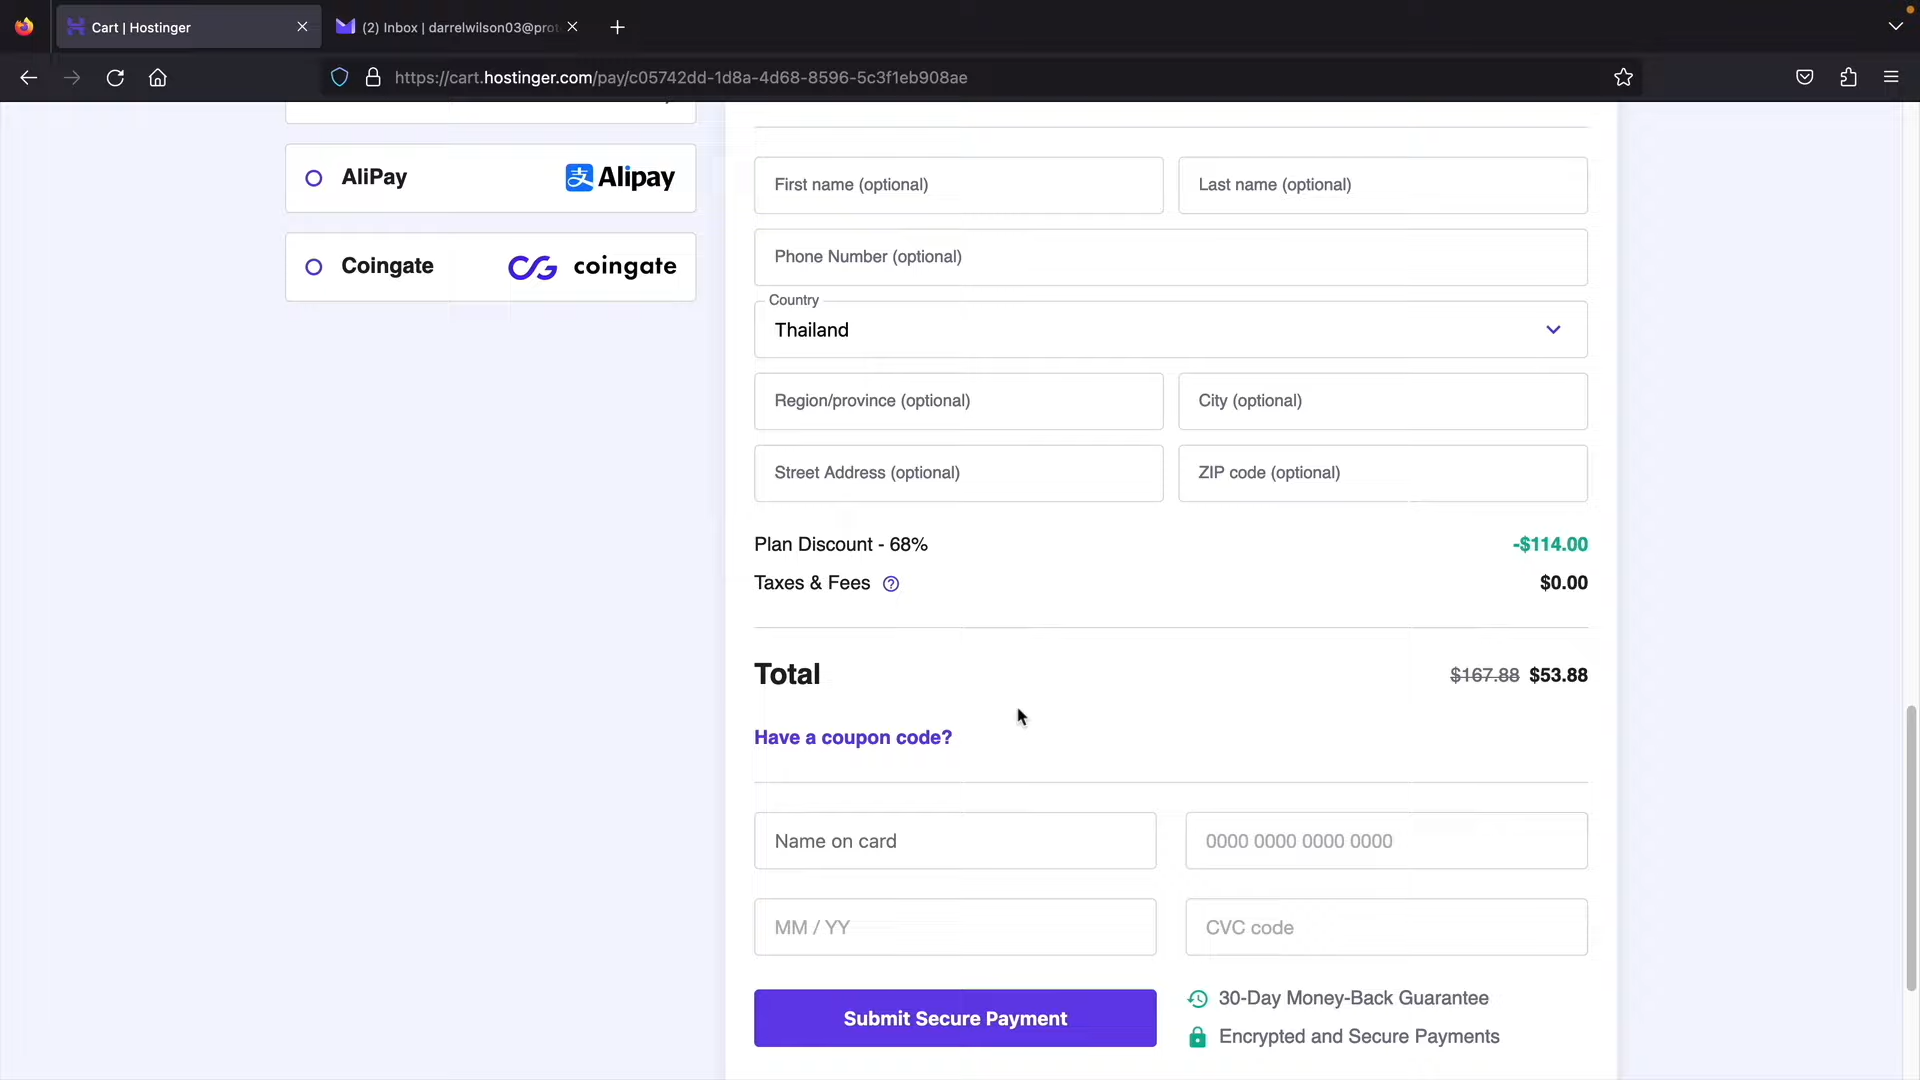 Cart | Hostinger
(2) Inbox | darrelwilson03@prot
https://cart.hostinger.com/pay/c05742dd-1d8a-4d68-8596-5c3f1eb908ae
AliPay
支 Alipay
Coingate
coingate
First name (optional)
Last name (optional)
Phone Number (optional)
Country
Thailand
Region/province (optional)
City (optional)
Street Address (optional)
ZIP code (optional)
Plan Discount - 68%
-$114.00
Taxes & Fees ?
$0.00
Total
$167.88 $53.88
Have a coupon code?
Name on card
0000 0000 0000 0000
MM / YY
CVC code
Submit Secure Payment
30-Day Money-Back Guarantee
Encrypted and Secure Payments